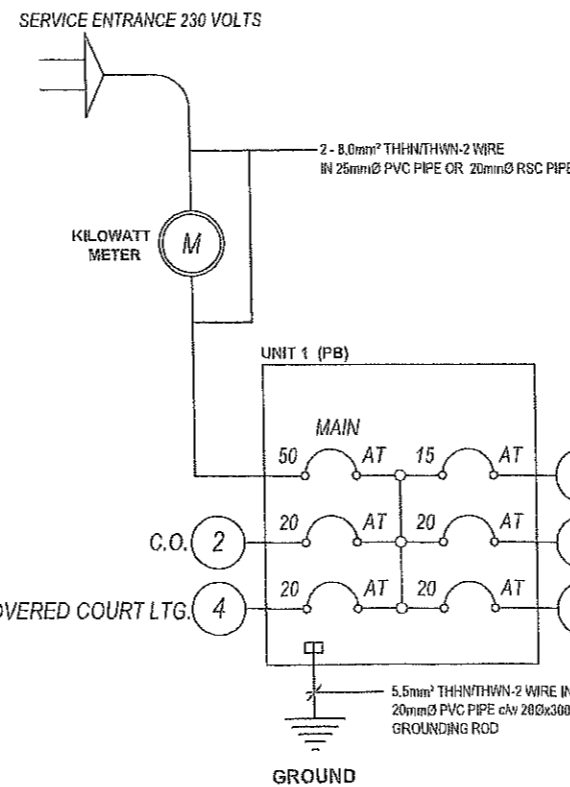 SERVICE ENTRANCE 230 VOLTS
2 - 8.0mm² THHN/THWN-2 WIRE
IN 25mmØ PVC PIPE OR 20mmØ RSC PIPE
KILOWATT
METER
M
UNIT 1 (PB)
MAIN
50 AT 15 AT
C.O. 2 20 AT 20 AT
OVERED COURT LTG. 4 20 AT 20 AT
5.5mm² THHN/THWN-2 WIRE IN
20mmØ PVC PIPE c/w 20Øx300
GROUNDING ROD
GROUND